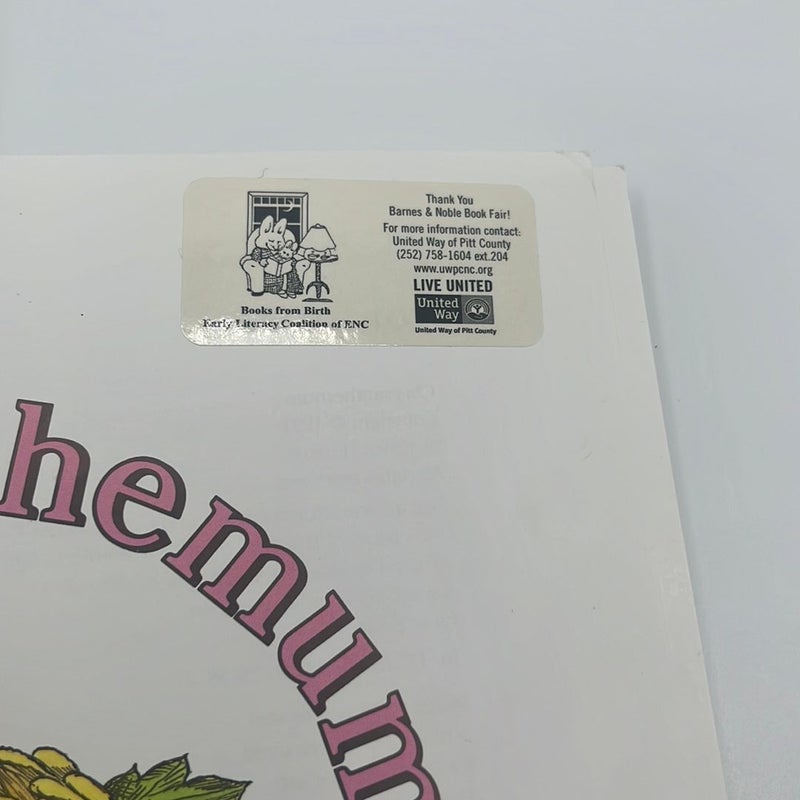 Thank You
Barnes & Noble Book Fair!
For more information contact:
United Way of Pitt County
(252) 758-1604 ext.204
www.uwpcnc.org
LIVE UNITED
United
Way
United Way of Pitt County
Books from Birth
Early Literacy Coalition of ENC
hemum